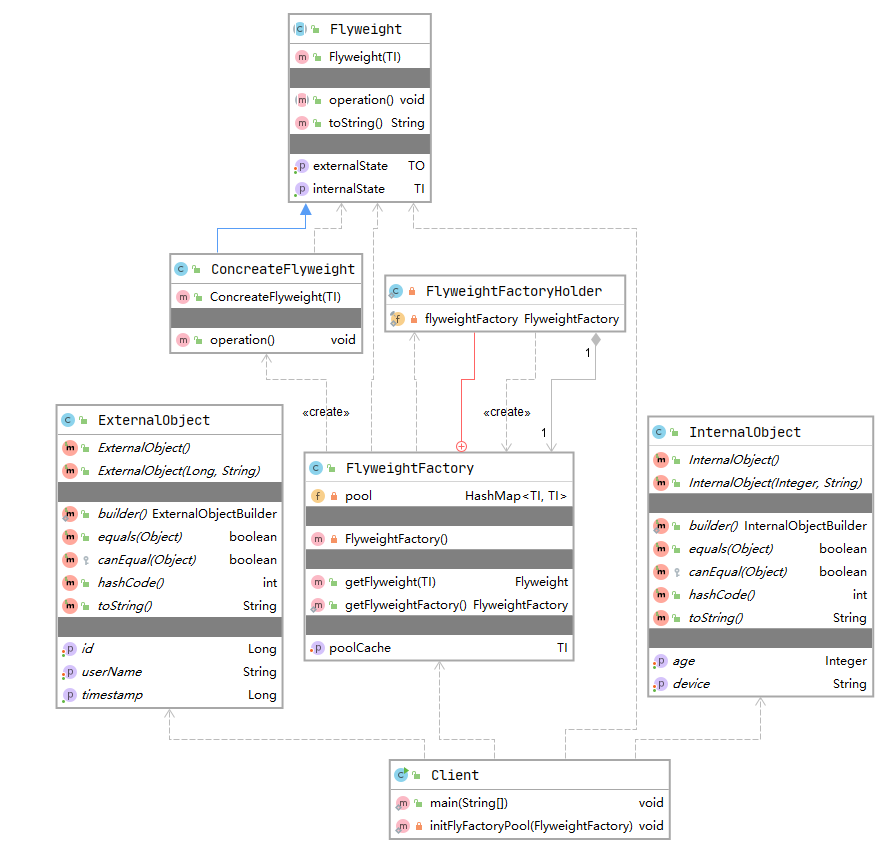 Flyweight
Flyweight(TI)
operation() void
toString() String
externalState TO
internalState TI
ConcreateFlyweight
ConcreateFlyweight(TI)
operation() void
FlyweightFactoryHolder
flyweightFactory FlyweightFactory
1
«create»
«create»
1
ExternalObject
ExternalObject()
ExternalObject(Long, String)
builder() ExternalObjectBuilder
equals(Object) boolean
canEqual(Object) boolean
hashCode() int
toString() String
id Long
userName String
timestamp Long
FlyweightFactory
pool HashMap<TI, TI>
FlyweightFactory()
getFlyweight(TI) Flyweight
getFlyweightFactory() FlyweightFactory
poolCache TI
InternalObject
InternalObject()
InternalObject(Integer, String)
builder() InternalObjectBuilder
equals(Object) boolean
canEqual(Object) boolean
hashCode() int
toString() String
age Integer
device String
Client
main(String[]) void
initFlyFactoryPool(FlyweightFactory) void